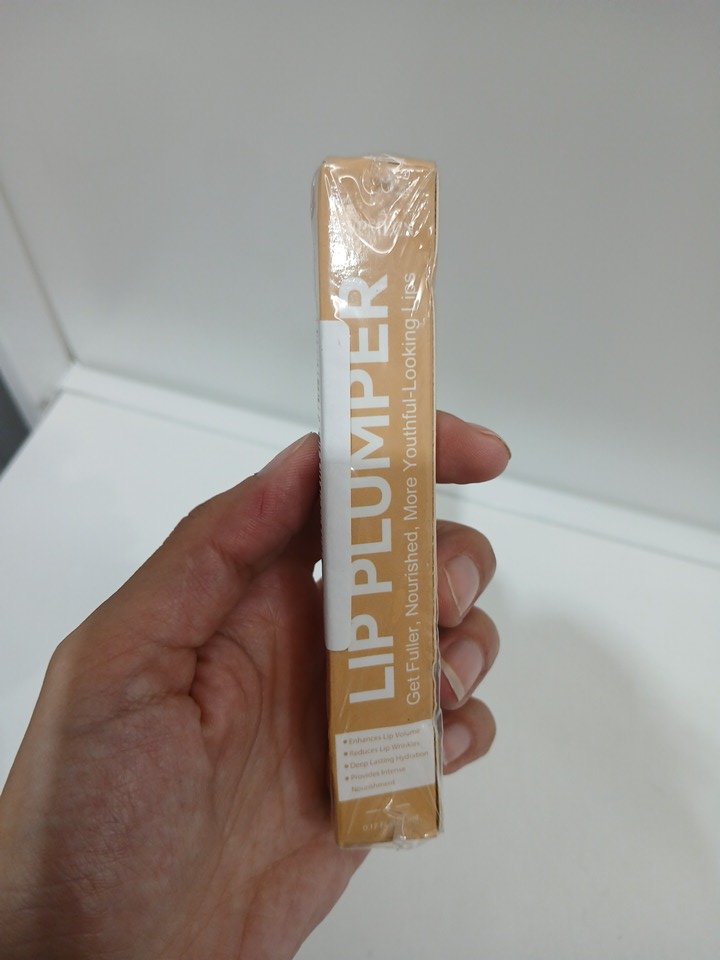 LIP PLUMPER
Get Fuller, Nourished, More Youthful-Looking Lips
• Enhances Lip Volume
• Reduces Lip Wrinkles
• Deep Lasting Hydration
• Provides Intense
Nourishment